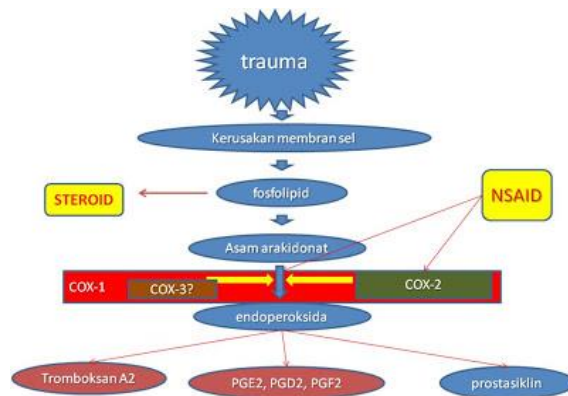 trauma
Kerusakan membran sel
STEROID
fosfolipid
NSAID
Asam arakidonat
COX-1
COX-3?
COX-2
endoperoksida
Tromboksan A2
PGE2, PGD2, PGF2
prostasiklin